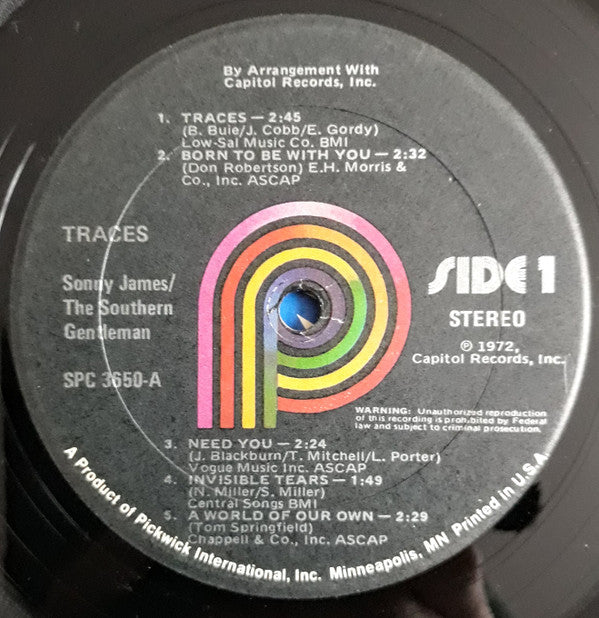 By Arrangement With
Capitol Records, Inc.
1. TRACES — 2:45
(B. Buie/J. Cobb/E. Gordy)
Low-Sal Music Co. BMI
2. BORN TO BE WITH YOU — 2:32
(Don Robertson) E.H. Morris &
Co., Inc. ASCAP
TRACES
Sonny James/
The Southern
Gentleman
SPC 3650-A
SIDE 1
STEREO
℗ 1972,
Capitol Records, Inc.
WARNING: Unauthorized reproduction
of this recording is prohibited by Federal
law and subject to criminal prosecution.
3. NEED YOU — 2:24
(J. Blackburn/T. Mitchell/L. Porter)
Vogue Music Inc. ASCAP
4. INVISIBLE TEARS — 1:49
(N. Miller/S. Miller)
Central Songs BMI
5. A WORLD OF OUR OWN — 2:29
(Tom Springfield)
Chappell & Co., Inc. ASCAP
A Product of Pickwick International, Inc. Minneapolis, MN Printed in U.S.A.